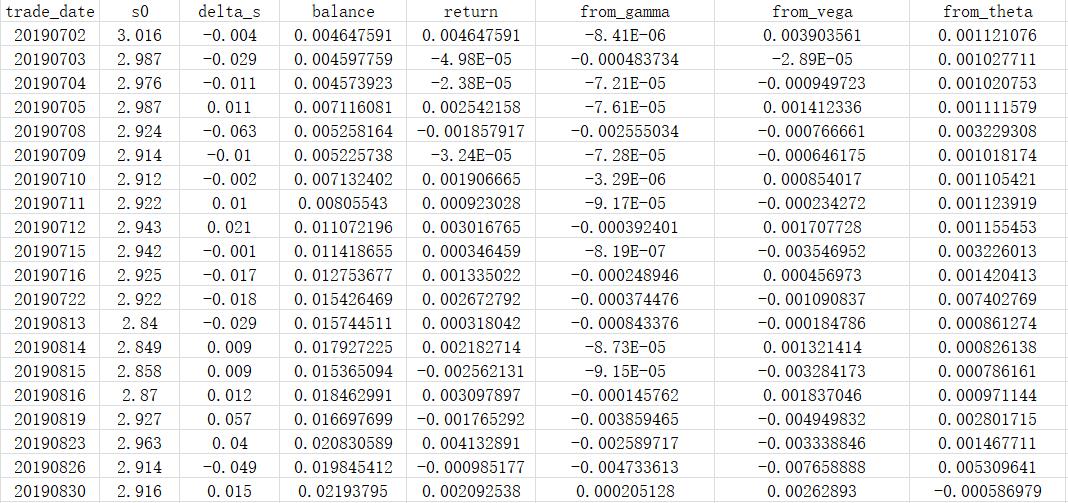 trade_date s0 delta_s balance return from_gamma from_vega from_theta
20190702 3.016 -0.004 0.004647591 0.004647591 -8.41E-06 0.003903561 0.001121076
20190703 2.987 -0.029 0.004597759 -4.98E-05 -0.000483734 -2.89E-05 0.001027711
20190704 2.976 -0.011 0.004573923 -2.38E-05 -7.21E-05 -0.000949723 0.001020753
20190705 2.987 0.011 0.007116081 0.002542158 -7.61E-05 0.001412336 0.001111579
20190708 2.924 -0.063 0.005258164 -0.001857917 -0.002555034 -0.000766661 0.003229308
20190709 2.914 -0.01 0.005225738 -3.24E-05 -7.28E-05 -0.000646175 0.001018174
20190710 2.912 -0.002 0.007132402 0.001906665 -3.29E-06 0.000854017 0.001105421
20190711 2.922 0.01 0.00805543 0.000923028 -9.17E-05 -0.000234272 0.001123919
20190712 2.943 0.021 0.011072196 0.003016765 -0.000392401 0.001707728 0.001155453
20190715 2.942 -0.001 0.011418655 0.000346459 -8.19E-07 -0.003546952 0.003226013
20190716 2.925 -0.017 0.012753677 0.001335022 -0.000248946 0.000456973 0.001420413
20190722 2.922 -0.018 0.015426469 0.002672792 -0.000374476 -0.001090837 0.007402769
20190813 2.84 -0.029 0.015744511 0.000318042 -0.000843376 -0.000184786 0.000861274
20190814 2.849 0.009 0.017927225 0.002182714 -8.73E-05 0.001321414 0.000826138
20190815 2.858 0.009 0.015365094 -0.002562131 -9.15E-05 -0.003284173 0.000786161
20190816 2.87 0.012 0.018462991 0.003097897 -0.000145762 0.001837046 0.000971144
20190819 2.927 0.057 0.016697699 -0.001765292 -0.003859465 -0.004949832 0.002801715
20190823 2.963 0.04 0.020830589 0.004132891 -0.002589717 -0.003338846 0.001467711
20190826 2.914 -0.049 0.019845412 -0.000985177 -0.004733613 -0.007658888 0.005309641
20190830 2.916 0.015 0.02193795 0.002092538 0.000205128 0.00262893 -0.000586979